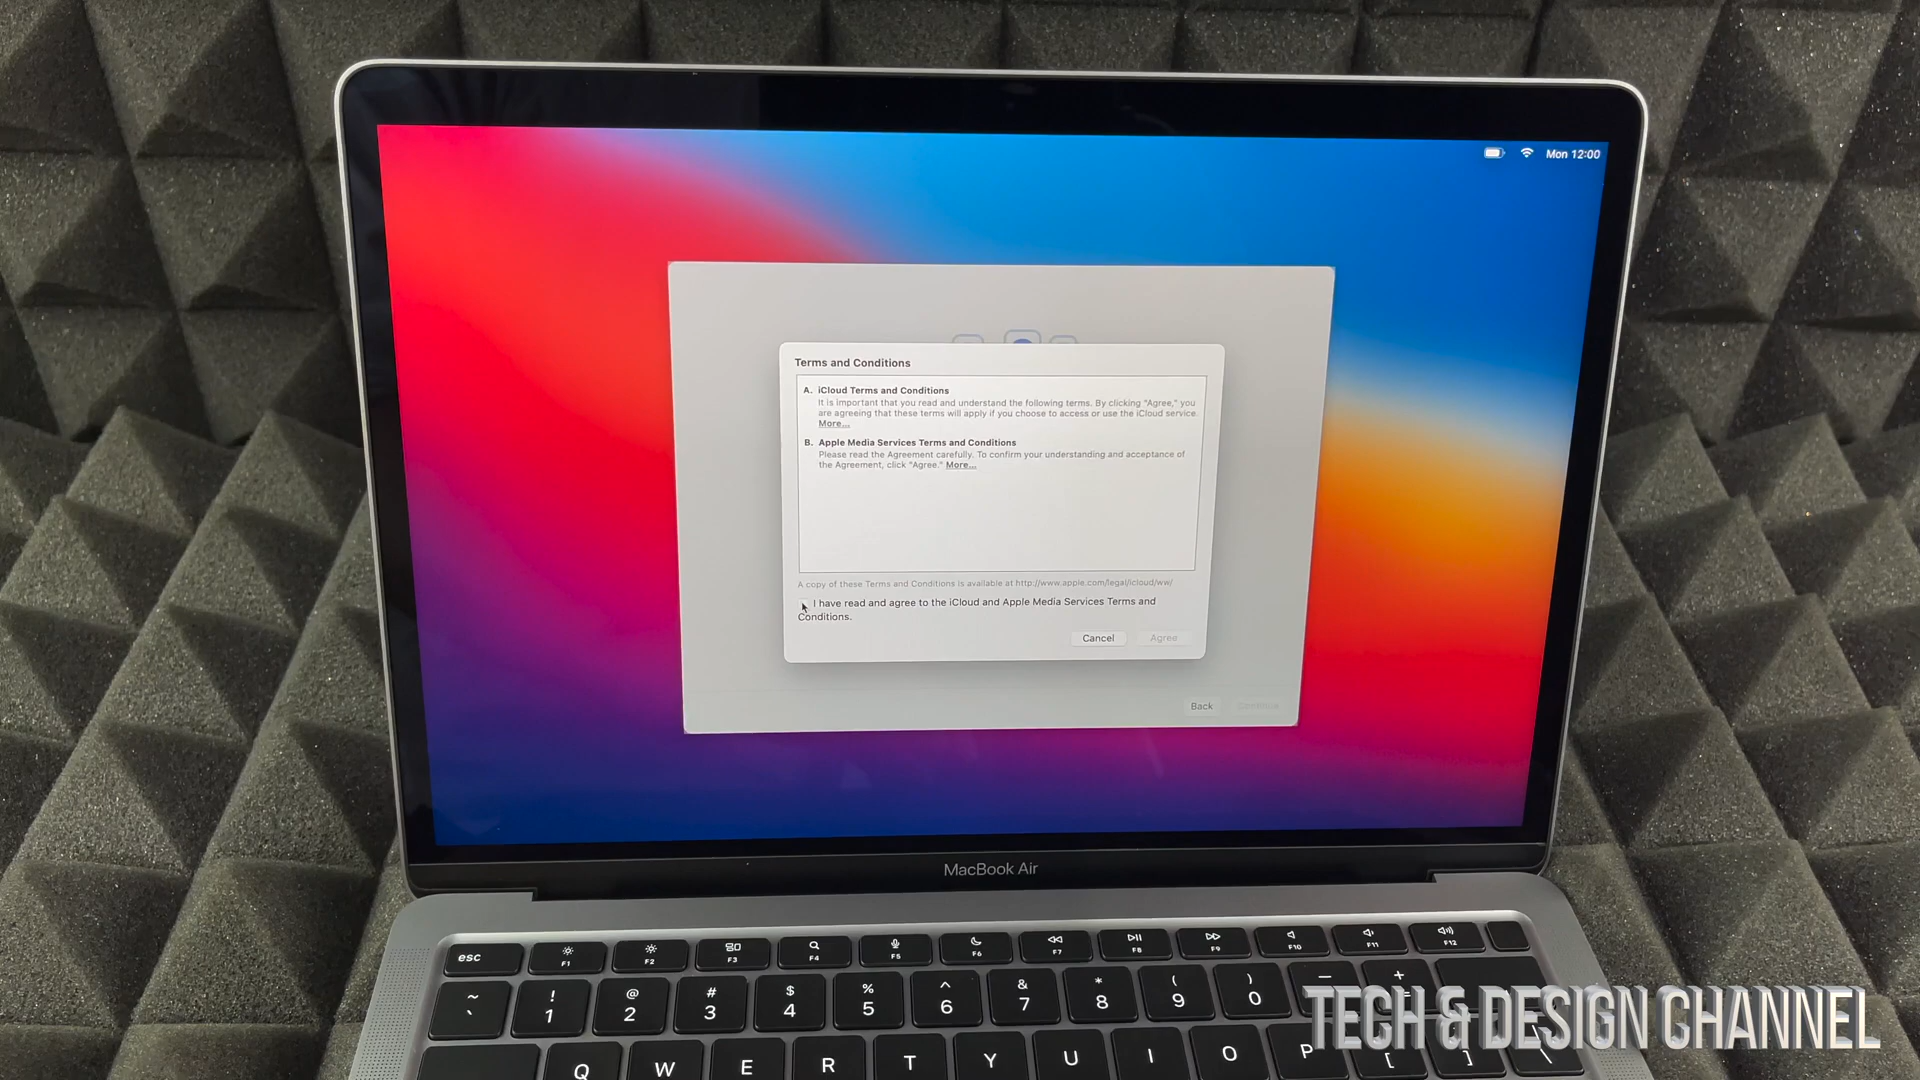 Mon 12:00
Terms and Conditions
A. iCloud Terms and Conditions
It is important that you read and understand the following terms. By clicking "Agree," you
are agreeing that these terms will apply if you choose to access or use the iCloud service.
More...
B. Apple Media Services Terms and Conditions
Please read the Agreement carefully. To confirm your understanding and acceptance of
the Agreement, click "Agree." More...
A copy of these Terms and Conditions is available at http://www.apple.com/legal/icloud/ww/
I have read and agree to the iCloud and Apple Media Services Terms and
Conditions.
Cancel Agree
Back Continue
MacBook Air
esc F1 F2 F3 F4 F5 F6 F7 F8 F9 F10 F11 F12
~ ! @ # $ % ^ & * ( ) — +
` 1 2 3 4 5 6 7 8 9 0
TECH & DESIGN CHANNEL
Q W E R T Y U I O P [ ] \